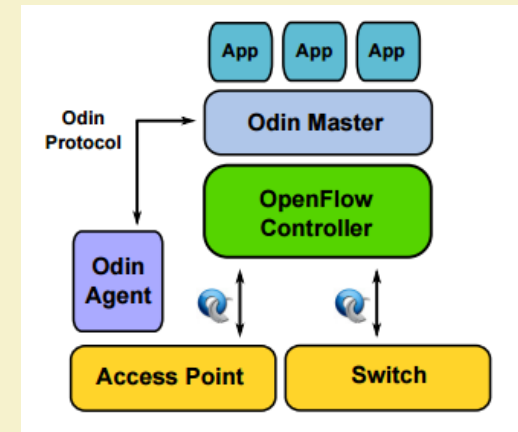 App App App
Odin
Protocol
Odin Master
OpenFlow
Controller
Odin
Agent
Access Point
Switch